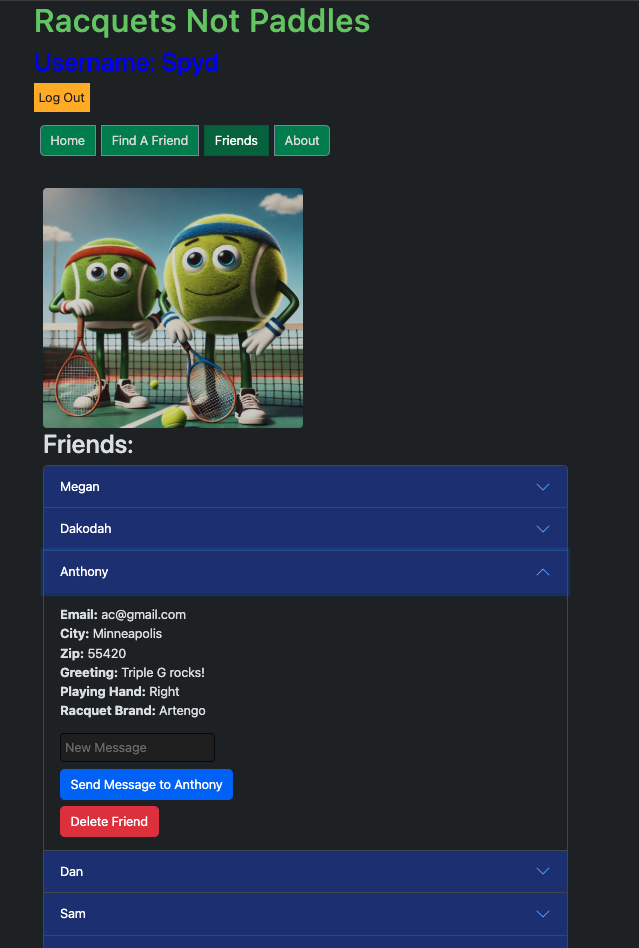 Racquets Not Paddles
Username: Spyd
Log Out
Home Find A Friend Friends About
Friends:
Megan
Dakodah
Anthony
Email: ac@gmail.com
City: Minneapolis
Zip: 55420
Greeting: Triple G rocks!
Playing Hand: Right
Racquet Brand: Artengo
New Message
Send Message to Anthony
Delete Friend
Dan
Sam